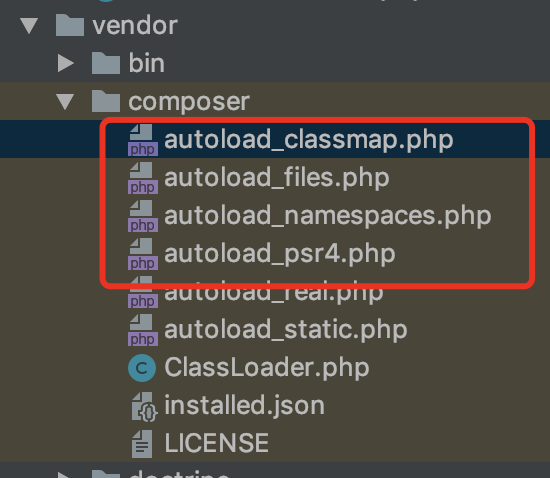 vendor
bin
composer
php autoload_classmap.php
php autoload_files.php
php autoload_namespaces.php
php autoload_psr4.php
php autoload_real.php
php autoload_static.php
C ClassLoader.php
installed.json
LICENSE
doctrine